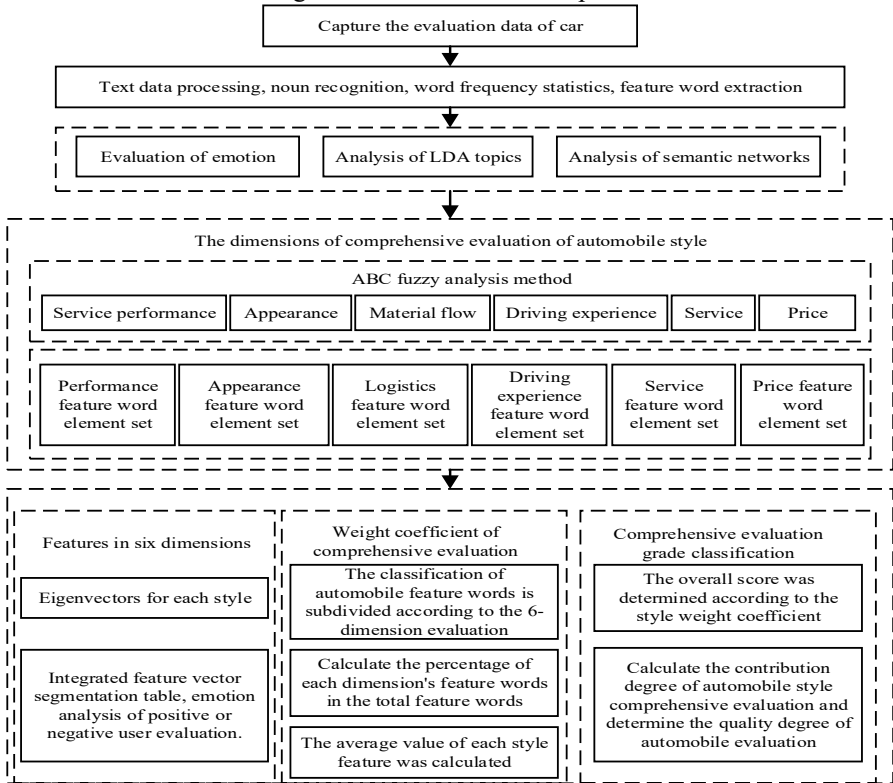 Capture the evaluation data of car
Text data processing, noun recognition, word frequency statistics, feature word extraction
Evaluation of emotion
Analysis of LDA topics
Analysis of semantic networks
The dimensions of comprehensive evaluation of automobile style
ABC fuzzy analysis method
Service performance
Appearance
Material flow
Driving experience
Service
Price
Performance
feature word
element set
Appearance
feature word
element set
Logistics
feature word
element set
Driving
experience
feature word
element set
Service
feature word
element set
Price feature
word
element set
Features in six dimensions
Eigenvectors for each style
Integrated feature vector
segmentation table, emotion
analysis of positive or
negative user evaluation.
Weight coefficient of
comprehensive evaluation
The classification of
automobile feature words is
subdivided according to the 6-
dimension evaluation
Calculate the percentage of
each dimension's feature words
in the total feature words
The average value of each style
feature was calculated
Comprehensive evaluation
grade classification
The overall score was
determined according to the
style weight coefficient
Calculate the contribution
degree of automobile style
comprehensive evaluation and
determine the quality degree of
automobile evaluation